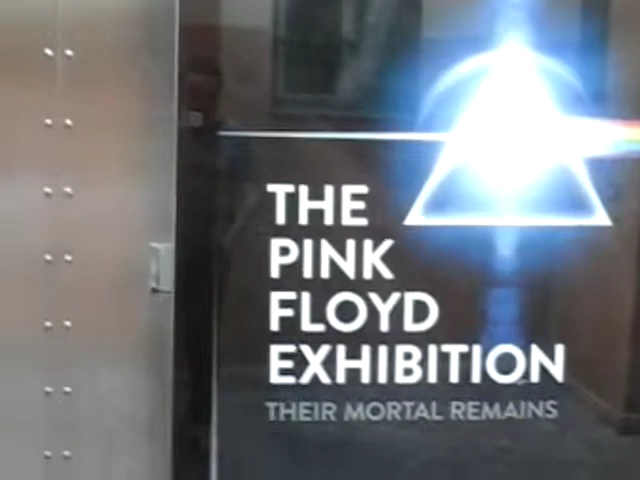 THE
PINK
FLOYD
EXHIBITION
THEIR MORTAL REMAINS